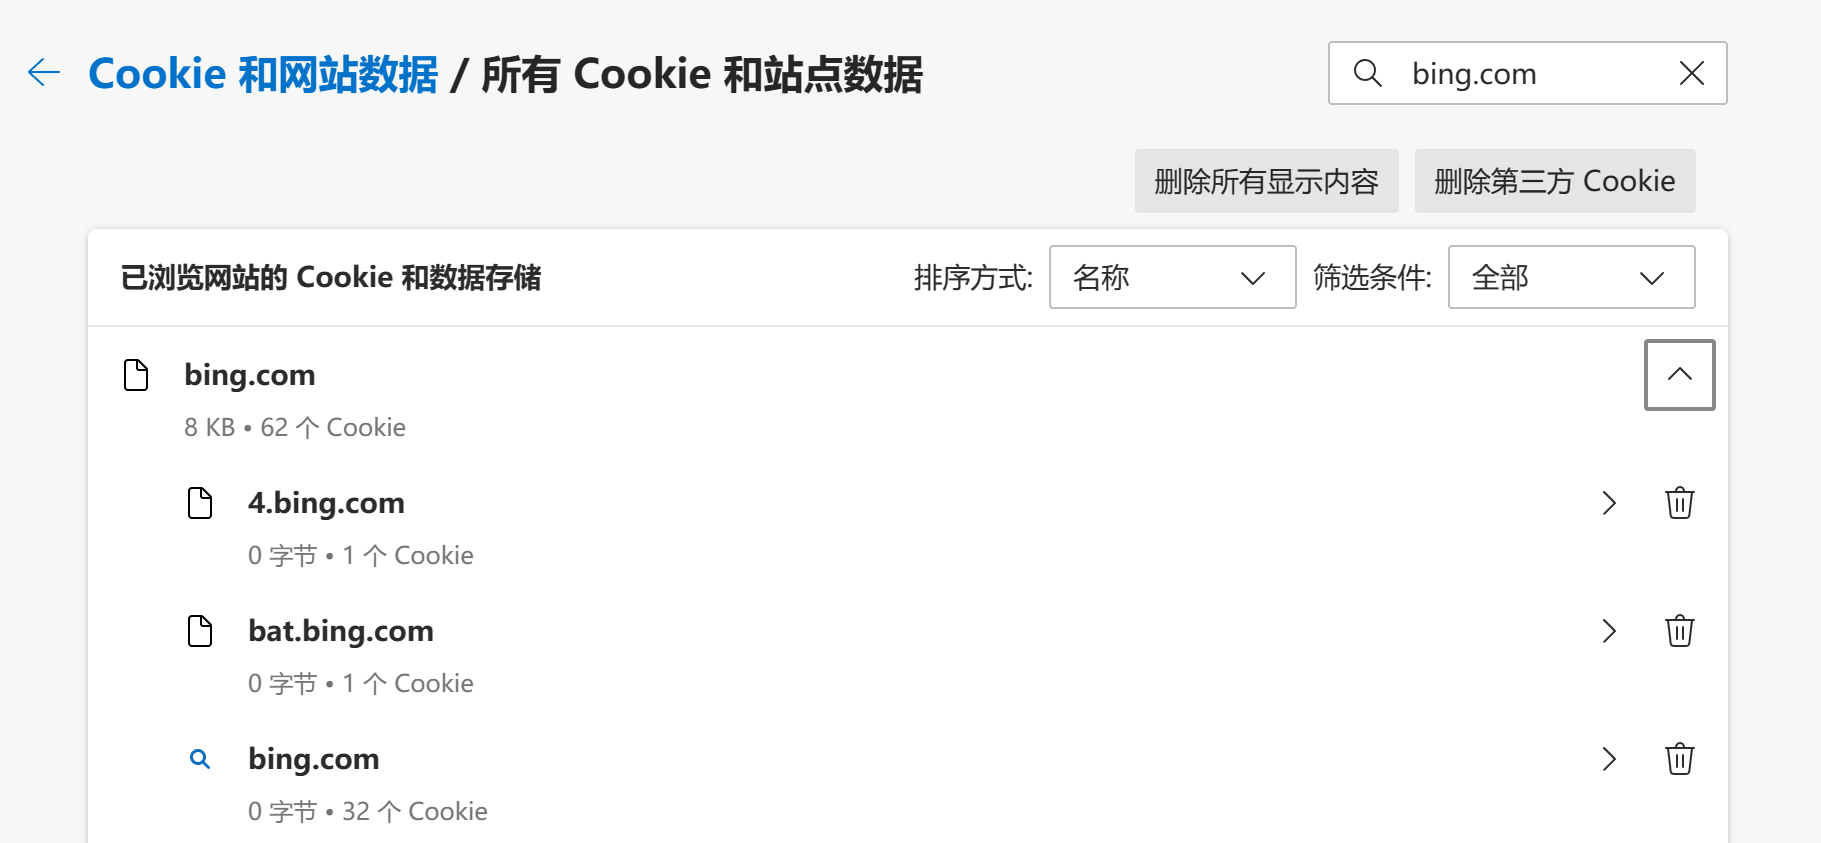 Cookie 和网站数据 / 所有 Cookie 和站点数据
bing.com
删除所有显示内容
删除第三方 Cookie
已浏览网站的 Cookie 和数据存储
排序方式: 名称
筛选条件: 全部
bing.com
8 KB • 62 个 Cookie
4.bing.com
0 字节 • 1 个 Cookie
bat.bing.com
0 字节 • 1 个 Cookie
bing.com
0 字节 • 32 个 Cookie